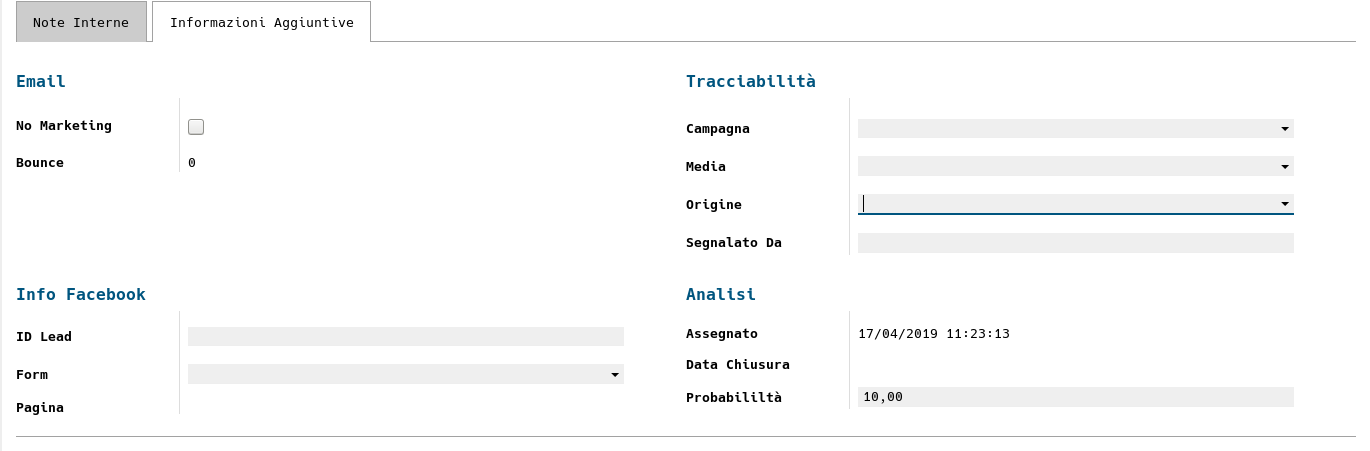 Note Interne
Informazioni Aggiuntive
Email
No Marketing
Bounce 0
Tracciabilità
Campagna
Media
Origine
Segnalato Da
Info Facebook
ID Lead
Form
Pagina
Analisi
Assegnato 17/04/2019 11:23:13
Data Chiusura
Probabililtà 10,00